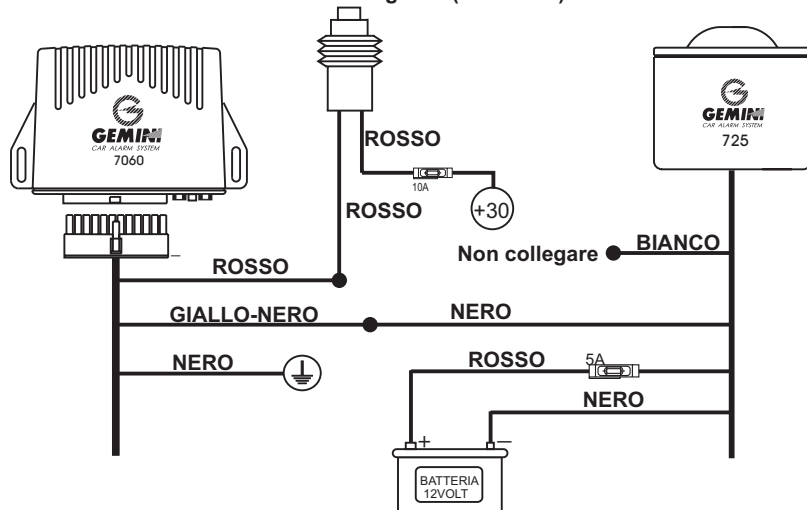 GEMINI
CAR ALARM SYSTEM
7060
ROSSO
10A
+30
ROSSO
GEMINI
CAR ALARM SYSTEM
725
Non collegare
BIANCO
ROSSO
GIALLO-NERO
NERO
NERO
ROSSO
5A
NERO
+
−
BATTERIA
12VOLT